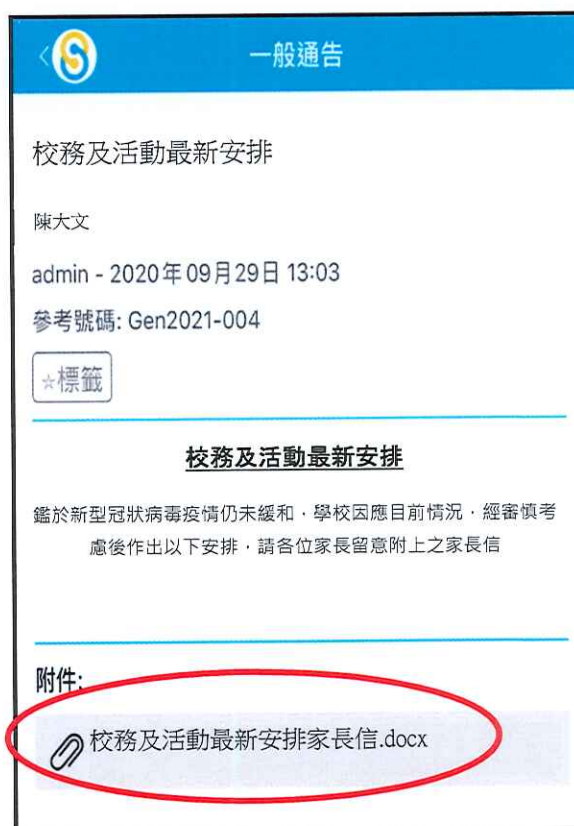 一般通告
校務及活動最新安排
陳大文
admin - 2020年09月29日 13:03
參考號碼: Gen2021-004
☆標籤
校務及活動最新安排
鑑於新型冠狀病毒疫情仍未緩和，學校因應目前情況，經審慎考
慮後作出以下安排，請各位家長留意附上之家長信
附件:
校務及活動最新安排家長信.docx